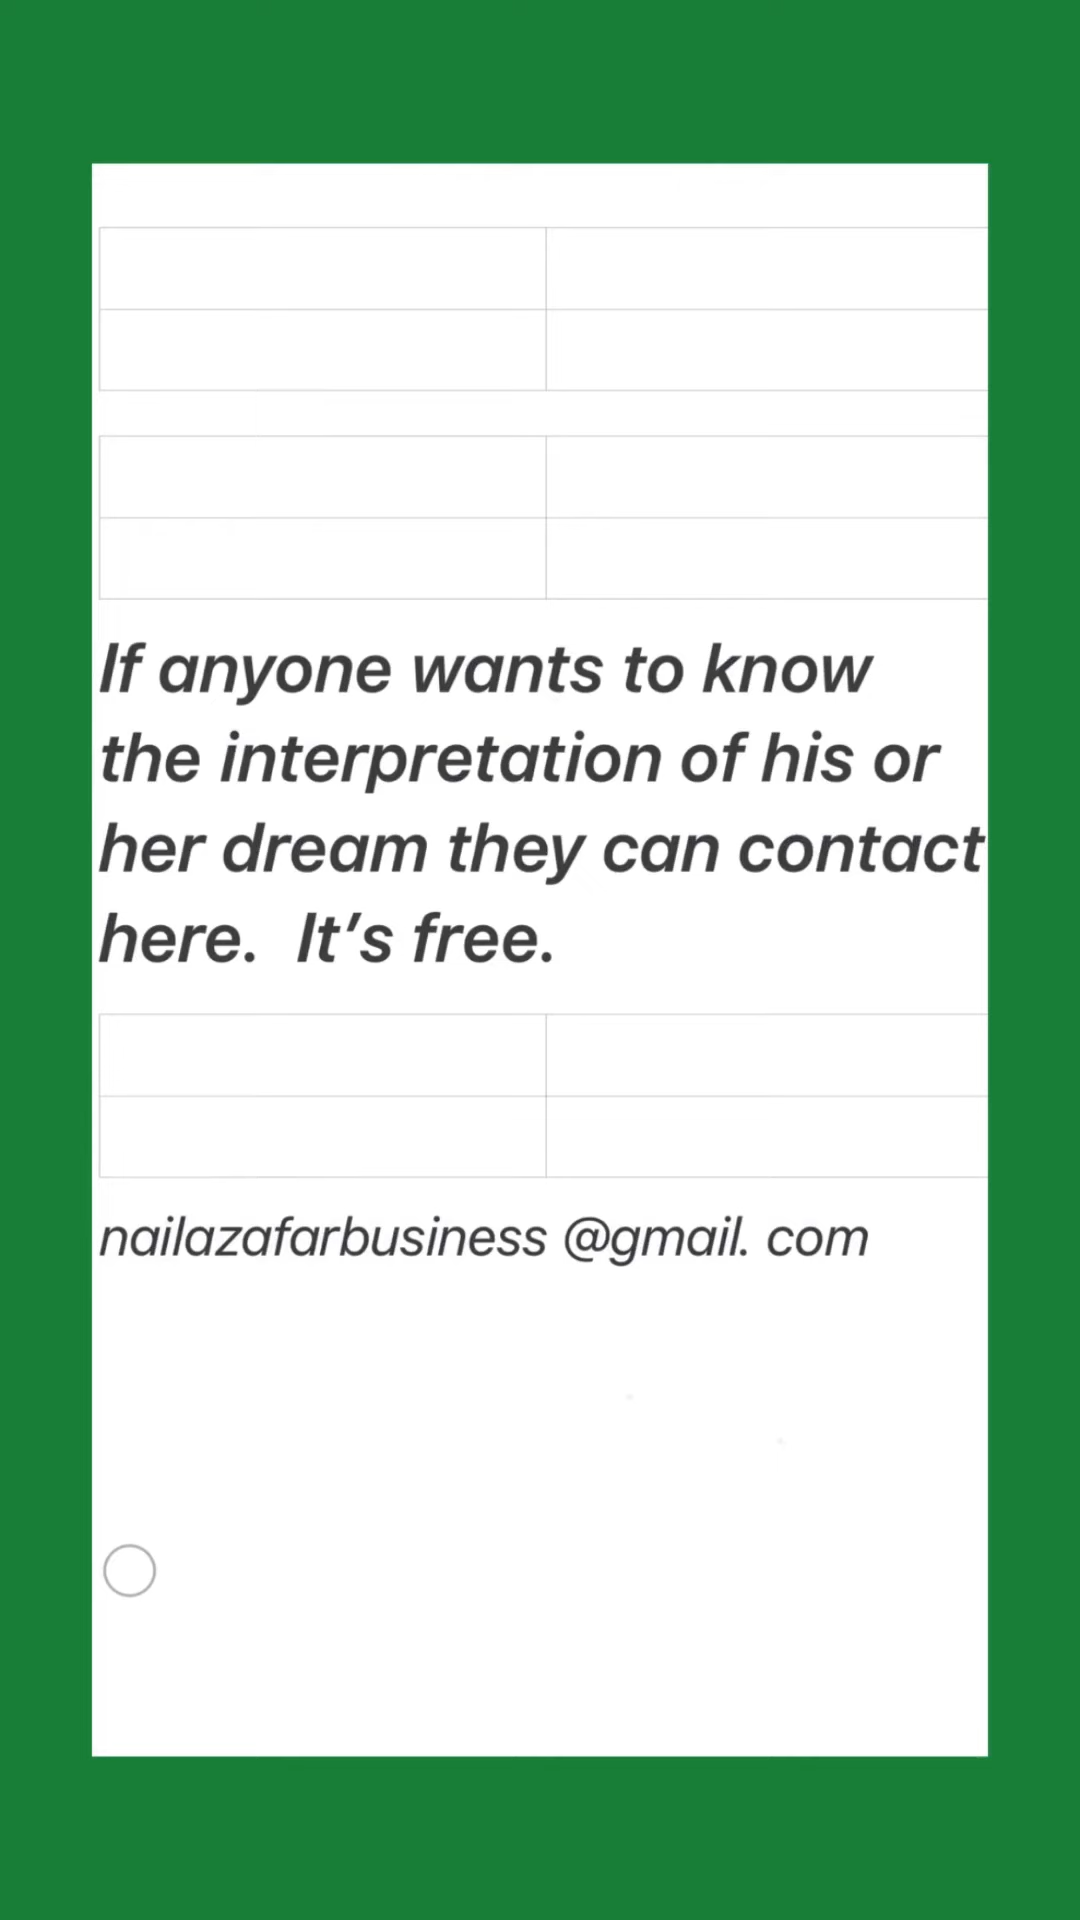 If anyone wants to know
the interpretation of his or
her dream they can contact
here.  It’s free.
nailazafarbusiness @gmail. com